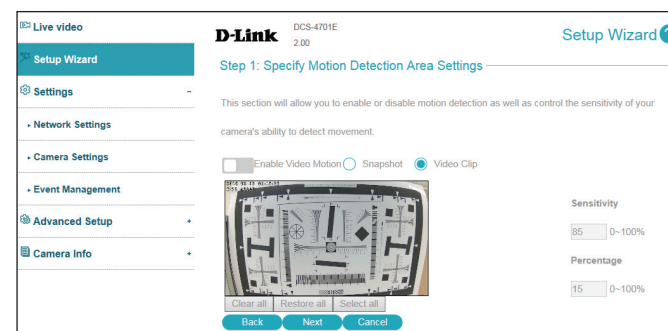 Live video
Setup Wizard
Settings -
Network Settings
Camera Settings
Event Management
Advanced Setup +
Camera Info +
D-Link DCS-4701E
2.00
Setup Wizard
Step 1: Specify Motion Detection Area Settings
This section will allow you to enable or disable motion detection as well as control the sensitivity of your
camera's ability to detect movement.
Enable Video Motion Snapshot Video Clip
Sensitivity
85 0~100%
Percentage
15 0~100%
Clear all Restore all Select all
Back Next Cancel